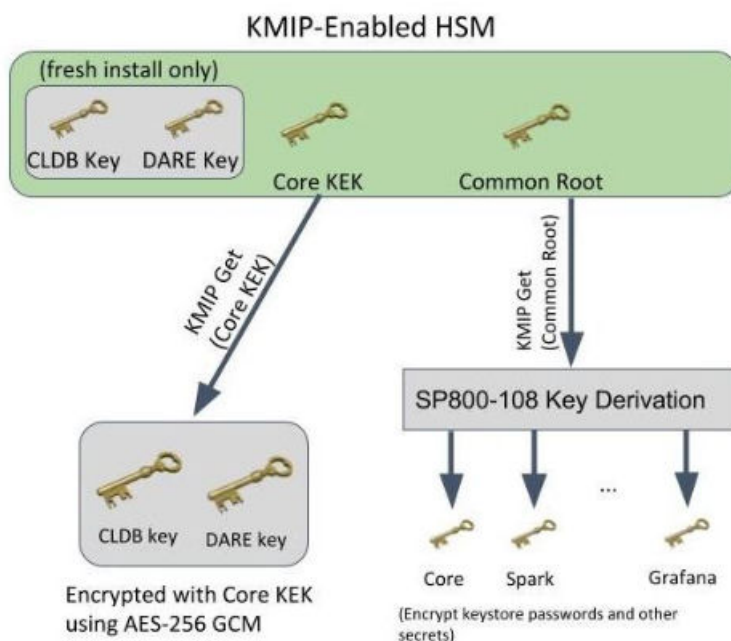 KMIP-Enabled HSM
(fresh install only)
CLDB Key
DARE Key
Core KEK
Common Root
KMIP Get
(Core KEK)
KMIP Get
(Common Root)
SP800-108 Key Derivation
CLDB key
DARE key
...
Core
Spark
Grafana
Encrypted with Core KEK
using AES-256 GCM
(Encrypt keystore passwords and other
secrets)